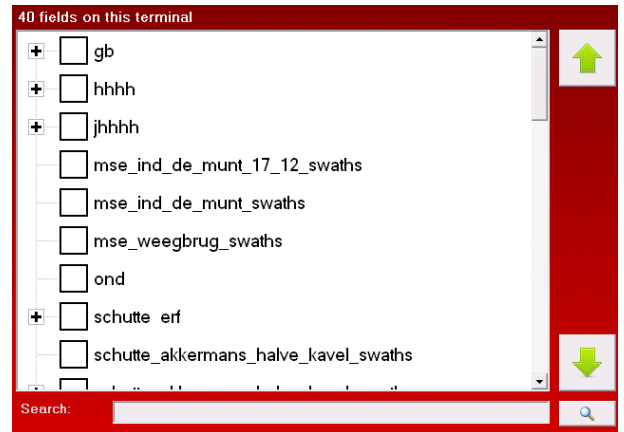 40 fields on this terminal
gb
hhhh
jhhhh
mse_ind_de_munt_17_12_swaths
mse_ind_de_munt_swaths
mse_weegbrug_swaths
ond
schutte erf
schutte_akkermans_halve_kavel_swaths
Search: